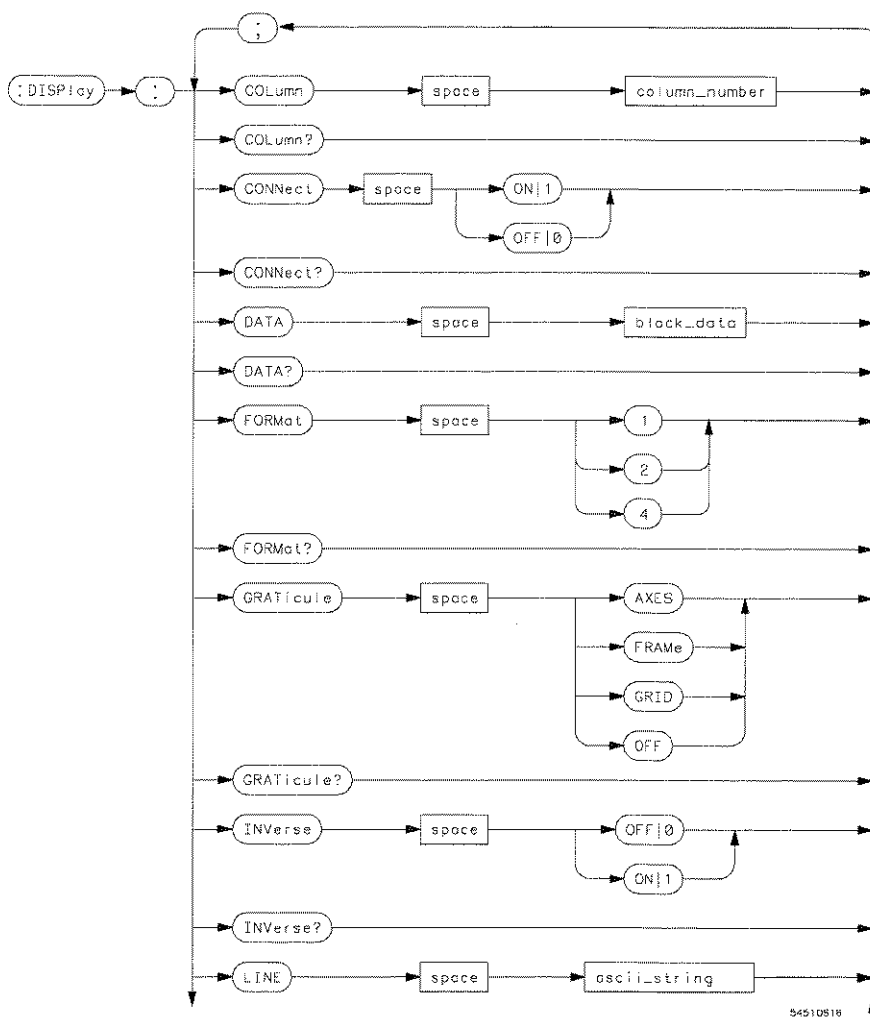 ;
:DISPlay : COLumn space column_number
COLumn?
CONNect space ON|1
OFF|0
CONNect?
DATA space block_data
DATA?
FORMat space 1
2
4
FORMat?
GRATicule space AXES
FRAMe
GRID
OFF
GRATicule?
INVerse space OFF|0
ON|1
INVerse?
LINE space ascii_string